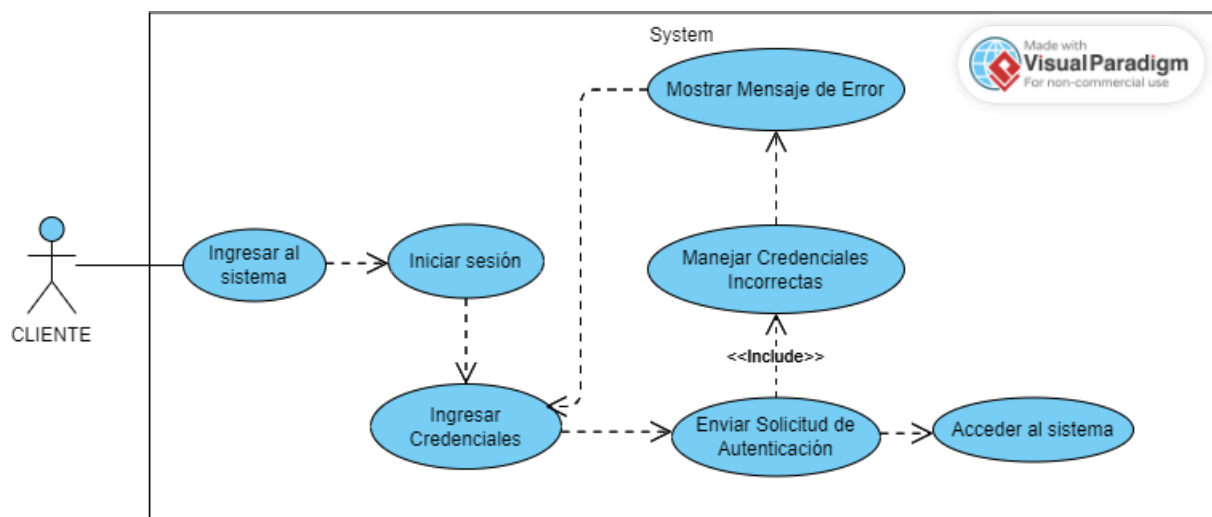 System
Made with
Visual Paradigm
For non-commercial use
Mostrar Mensaje de Error
Ingresar al
sistema
Iniciar sesión
Manejar Credenciales
Incorrectas
CLIENTE
<<Include>>
Ingresar
Credenciales
Enviar Solicitud de
Autenticación
Acceder al sistema